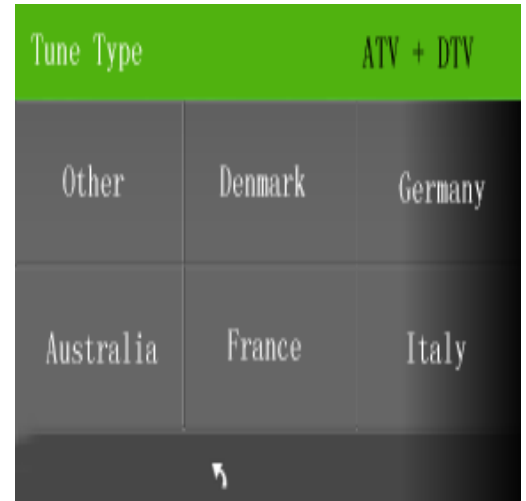 Tune Type ATV + DTV
Other Denmark Germany
Australia France Italy